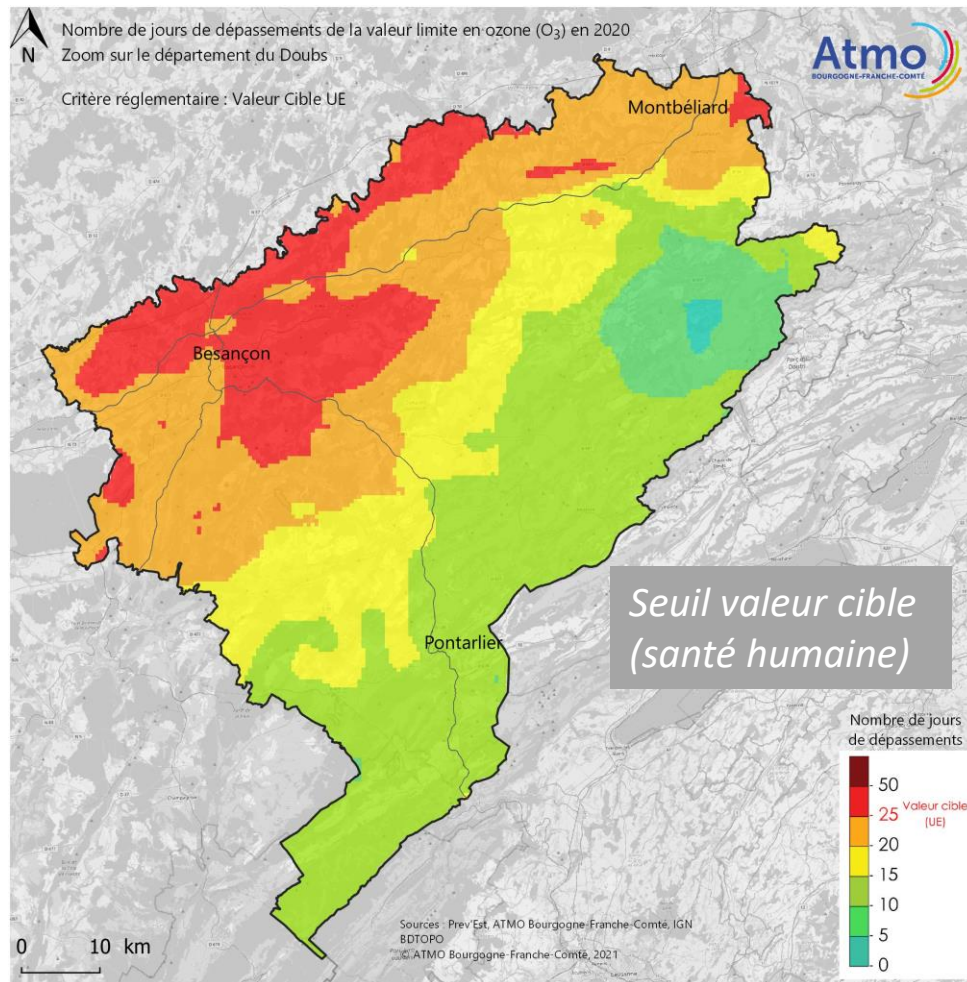 Nombre de jours de dépassements de la valeur limite en ozone (O₃) en 2020
Zoom sur le département du Doubs
N
Critère réglementaire : Valeur Cible UE
Atmo
BOURGOGNE-FRANCHE-COMTÉ
Montbéliard
Besançon
Pontarlier
Seuil valeur cible
(santé humaine)
Nombre de jours
de dépassements
50
25 Valeur cible
(UE)
20
15
10
5
0
Sources : Prev'Est, ATMO Bourgogne-Franche-Comté, IGN
BDTOPO
© ATMO Bourgogne-Franche-Comté, 2021
0 10 km